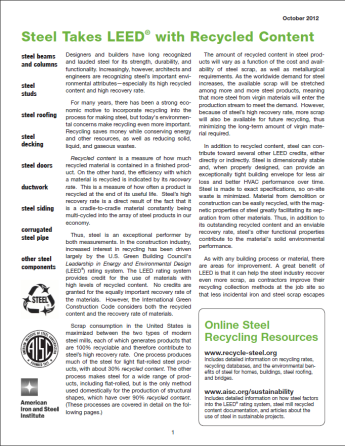 October 2012
Steel Takes LEED® with Recycled Content
steel beams
and columns
steel
studs
steel roofing
steel
decking
steel doors
ductwork
steel siding
corrugated
steel pipe
other steel
components
STEEL
AISC
American
Iron and Steel
Institute
Designers and builders have long recognized
and lauded steel for its strength, durability, and
functionality. Increasingly, however, architects and
engineers are recognizing steel's important envi-
ronmental attributes—especially its high recycled
content and high recovery rate.
For many years, there has been a strong eco-
nomic motive to incorporate recycling into the
process for making steel, but today's environmen-
tal concerns make recycling even more important.
Recycling saves money while conserving energy
and other resources, as well as reducing solid,
liquid, and gaseous wastes.
Recycled content is a measure of how much
recycled material is contained in a finished prod-
uct. On the other hand, the efficiency with which
a material is recycled is indicated by its recovery
rate. This is a measure of how often a product is
recycled at the end of its useful life. Steel's high
recovery rate is a direct result of the fact that it
is a cradle-to-cradle material constantly being
multi-cycled into the array of steel products in our
economy.
Thus, steel is an exceptional performer by
both measurements. In the construction industry,
increased interest in recycling has been driven
largely by the U.S. Green Building Council's
Leadership in Energy and Environmental Design
(LEED®) rating system. The LEED rating system
provides credit for the use of materials with
high levels of recycled content. No credits are
granted for the equally important recovery rate of
the materials. However, the International Green
Construction Code considers both the recycled
content and the recovery rate of materials.
Scrap consumption in the United States is
maximized between the two types of modern
steel mills, each of which generates products that
are 100% recyclable and therefore contribute to
steel's high recovery rate. One process produces
much of the steel for light flat-rolled steel prod-
ucts, with about 30% recycled content. The other
process makes steel for a wide range of prod-
ucts, including flat-rolled, but is the only method
used domestically for the production of structural
shapes, which have over 90% recycled content.
(These processes are covered in detail on the fol-
lowing pages.)
The amount of recycled content in steel prod-
ucts will vary as a function of the cost and avail-
ability of steel scrap, as well as metallurgical
requirements. As the worldwide demand for steel
increases, the available scrap will be stretched
among more and more steel products, meaning
that more steel from virgin materials will enter the
production stream to meet the demand. However,
because of steel's high recovery rate, more scrap
will also be available for future recycling, thus
minimizing the long-term amount of virgin mate-
rial required.
In addition to recycled content, steel can con-
tribute toward several other LEED credits, either
directly or indirectly. Steel is dimensionally stable
and, when properly designed, can provide an
exceptionally tight building envelope for less air
loss and better HVAC performance over time.
Steel is made to exact specifications, so on-site
waste is minimized. Material from demolition or
construction can be easily recycled, with the mag-
netic properties of steel greatly facilitating its sep-
aration from other materials. Thus, in addition to
its outstanding recycled content and an enviable
recovery rate, steel's other functional properties
contribute to the material's solid environmental
performance.
As with any building process or material, there
are areas for improvement. A great benefit of
LEED is that it can help the steel industry recover
even more scrap, as contractors improve their
recycling collection methods at the job site so
that less incidental iron and steel scrap escapes
Online Steel
Recycling Resources
www.recycle-steel.org
Includes detailed information on recycling rates,
recycling databases, and the environmental ben-
efits of steel for homes, buildings, steel roofing,
and bridges.
www.aisc.org/sustainability
Includes detailed information on how steel factors
into the LEED® rating system, steel mill recycled
content documentation, and articles about the
use of steel in sustainable projects.
1